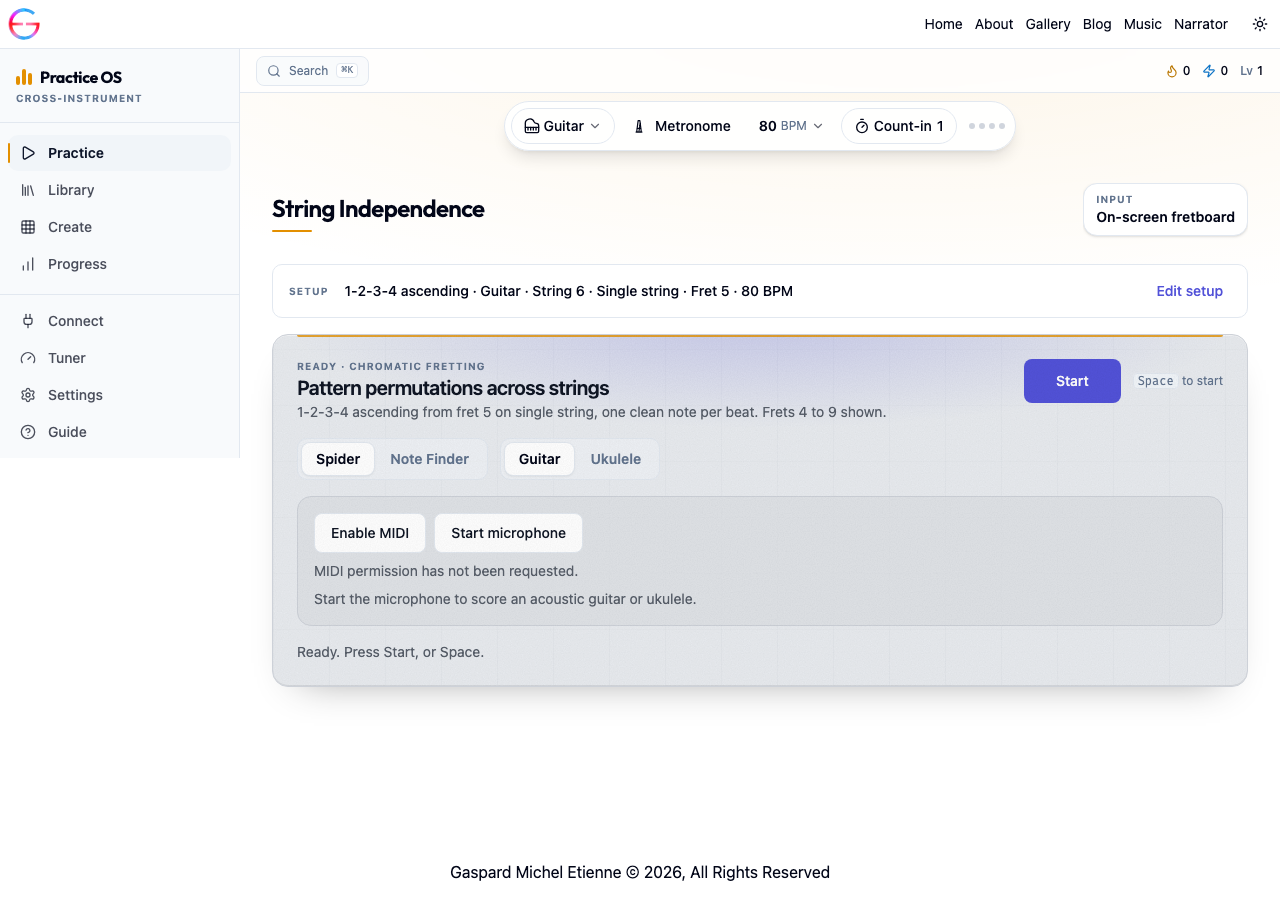 Home About Gallery Blog Music Narrator
Practice OS
CROSS-INSTRUMENT
Search ⌘K
0 0 Lv 1
Practice
Library
Create
Progress
Connect
Tuner
Settings
Guide
Guitar Metronome 80 BPM Count-in 1
String Independence
INPUT
On-screen fretboard
SETUP 1-2-3-4 ascending · Guitar · String 6 · Single string · Fret 5 · 80 BPM Edit setup
READY · CHROMATIC FRETTING
Pattern permutations across strings
1-2-3-4 ascending from fret 5 on single string, one clean note per beat. Frets 4 to 9 shown.
Start Space to start
Spider Note Finder Guitar Ukulele
Enable MIDI Start microphone
MIDI permission has not been requested.
Start the microphone to score an acoustic guitar or ukulele.
Ready. Press Start, or Space.
Gaspard Michel Etienne © 2026, All Rights Reserved